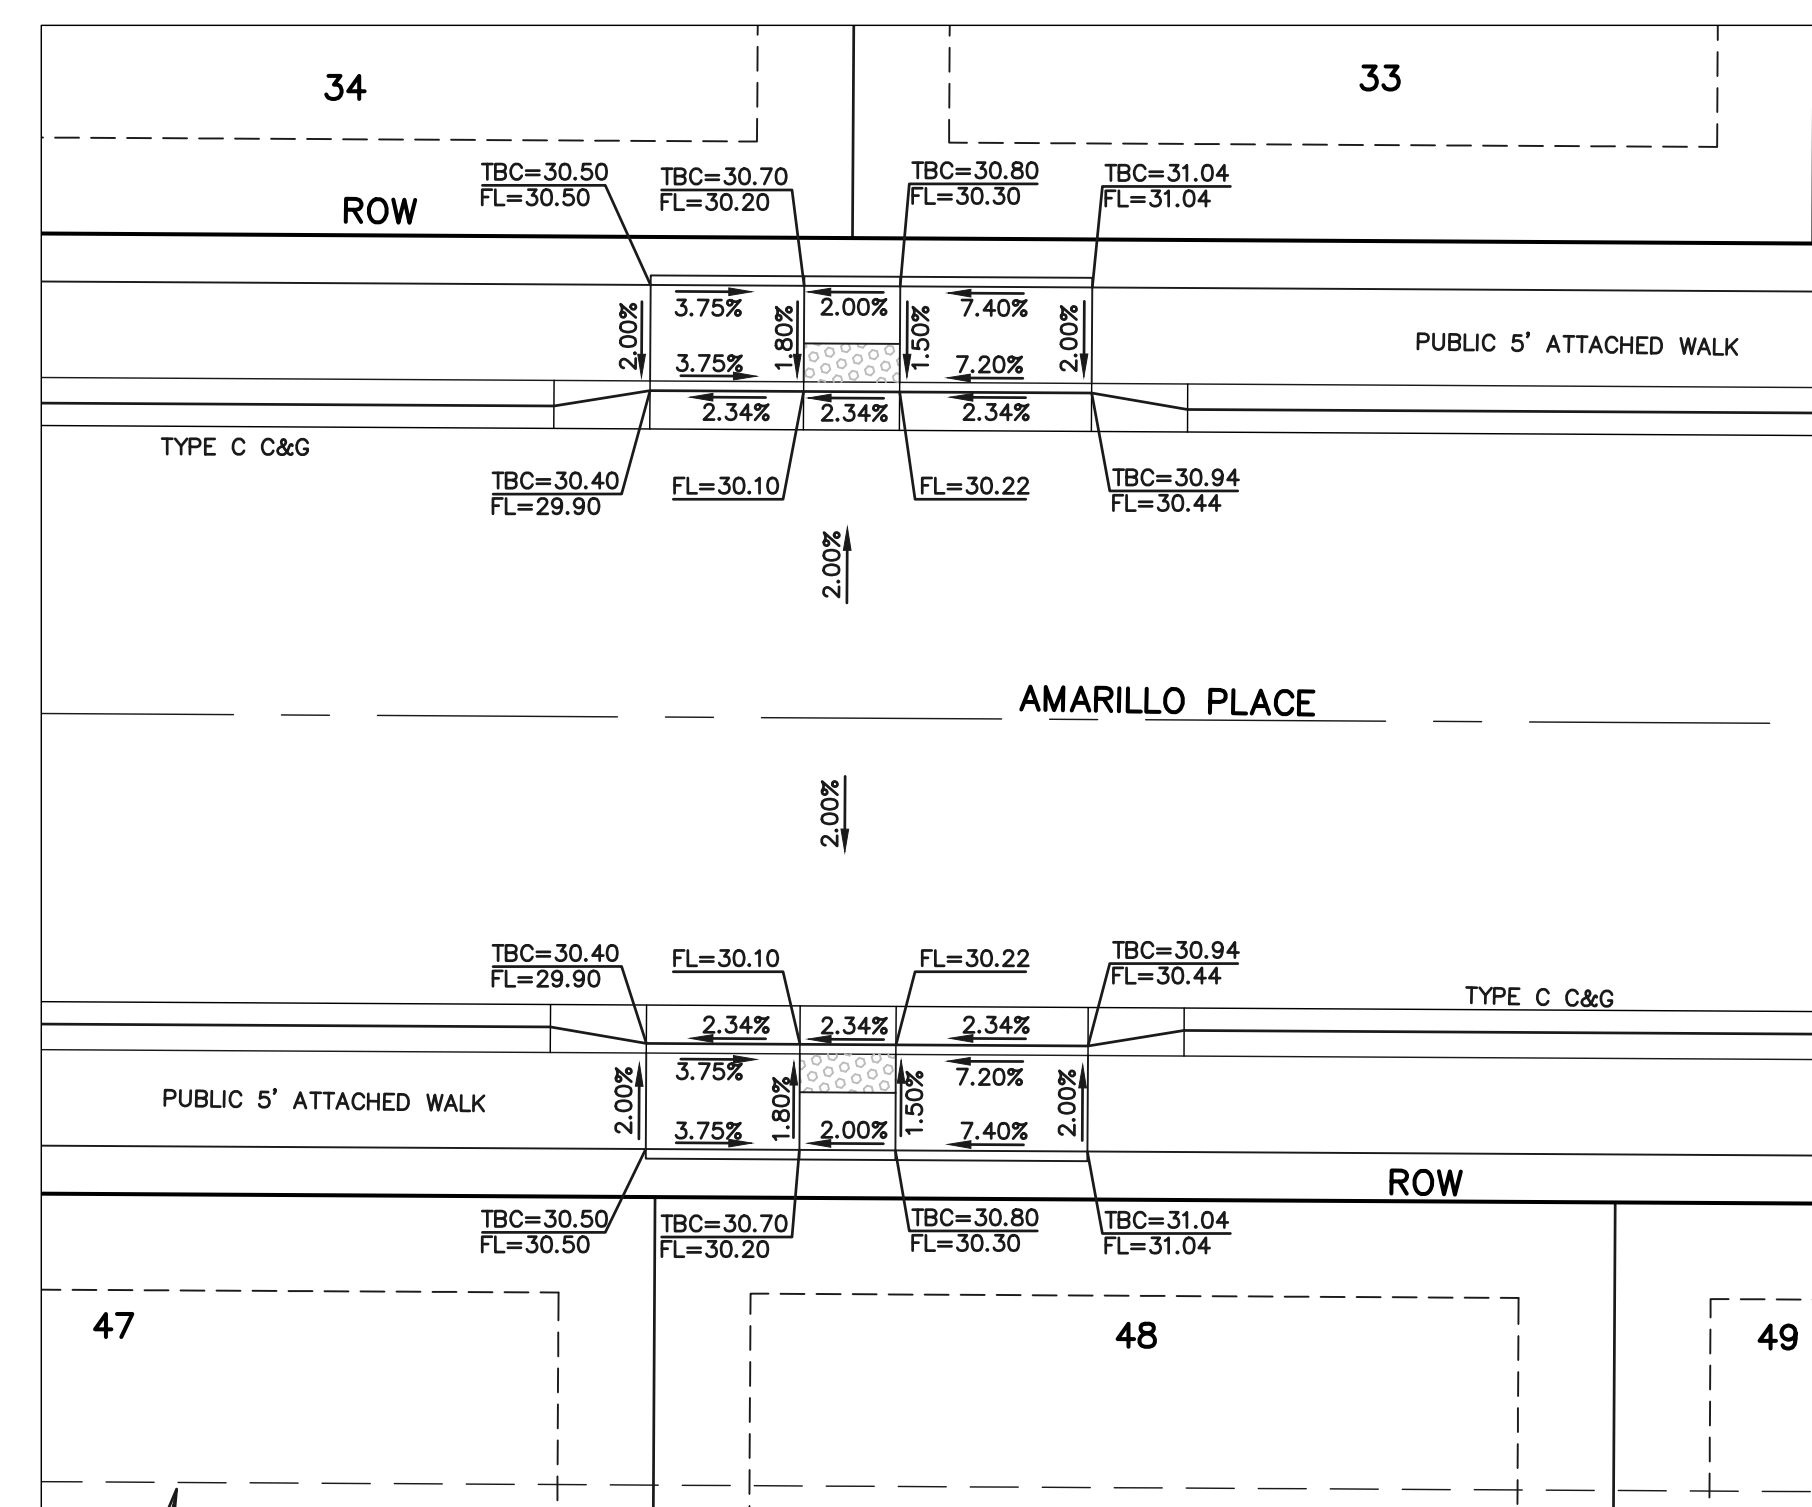 34
33
TBC=30.50
FL=30.50
TBC=30.70
FL=30.20
TBC=30.80
FL=30.30
TBC=31.04
FL=31.04
ROW
2.00%
3.75%
1.80%
2.00%
1.50%
7.40%
2.00%
3.75%
7.20%
PUBLIC 5' ATTACHED WALK
2.34%
2.34%
2.34%
TYPE C C&G
TBC=30.40
FL=29.90
FL=30.10
FL=30.22
TBC=30.94
FL=30.44
2.00%
AMARILLO PLACE
2.00%
TBC=30.40
FL=29.90
FL=30.10
FL=30.22
TBC=30.94
FL=30.44
TYPE C C&G
2.34%
2.34%
2.34%
PUBLIC 5' ATTACHED WALK
2.00%
3.75%
1.80%
1.50%
7.20%
2.00%
3.75%
2.00%
7.40%
ROW
TBC=30.50
FL=30.50
TBC=30.70
FL=30.20
TBC=30.80
FL=30.30
TBC=31.04
FL=31.04
47
48
49